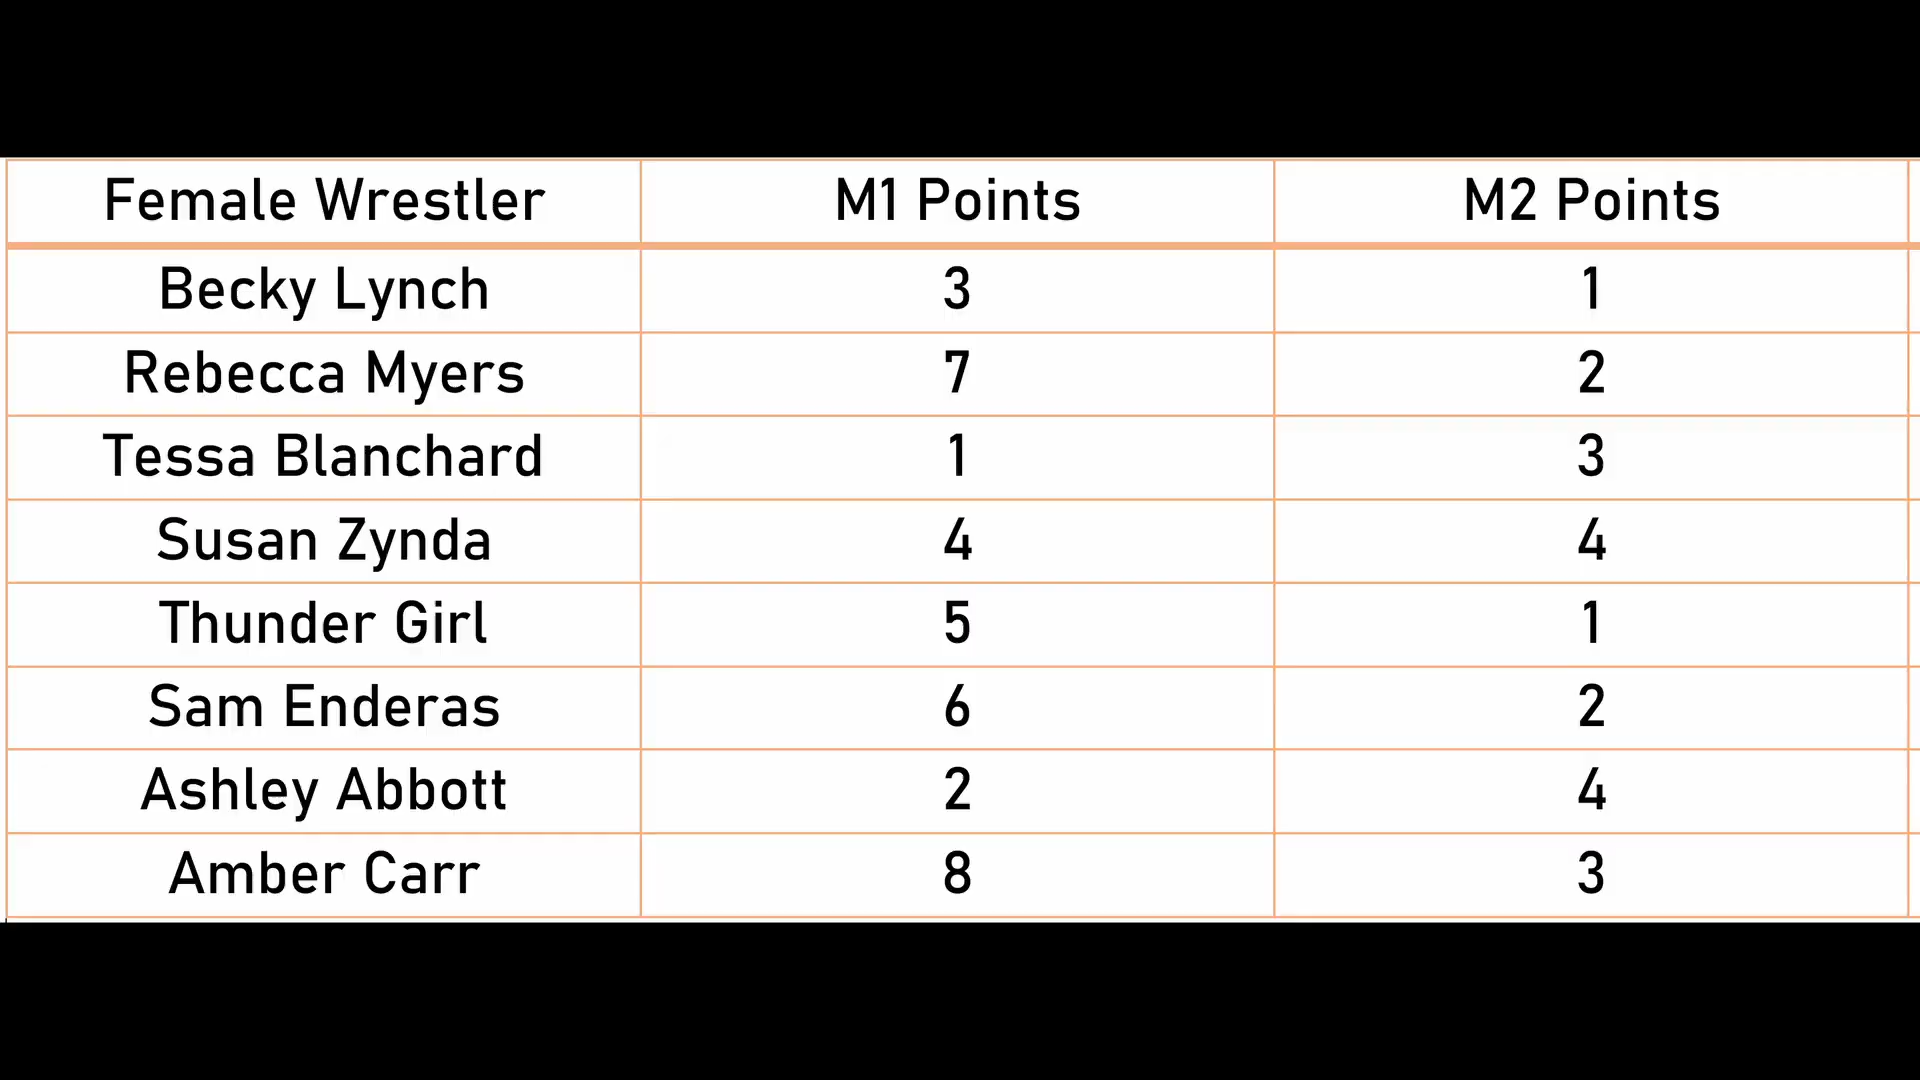 Female Wrestler M1 Points M2 Points
Becky Lynch 3 1
Rebecca Myers 7 2
Tessa Blanchard 1 3
Susan Zynda 4 4
Thunder Girl 5 1
Sam Enderas 6 2
Ashley Abbott 2 4
Amber Carr 8 3